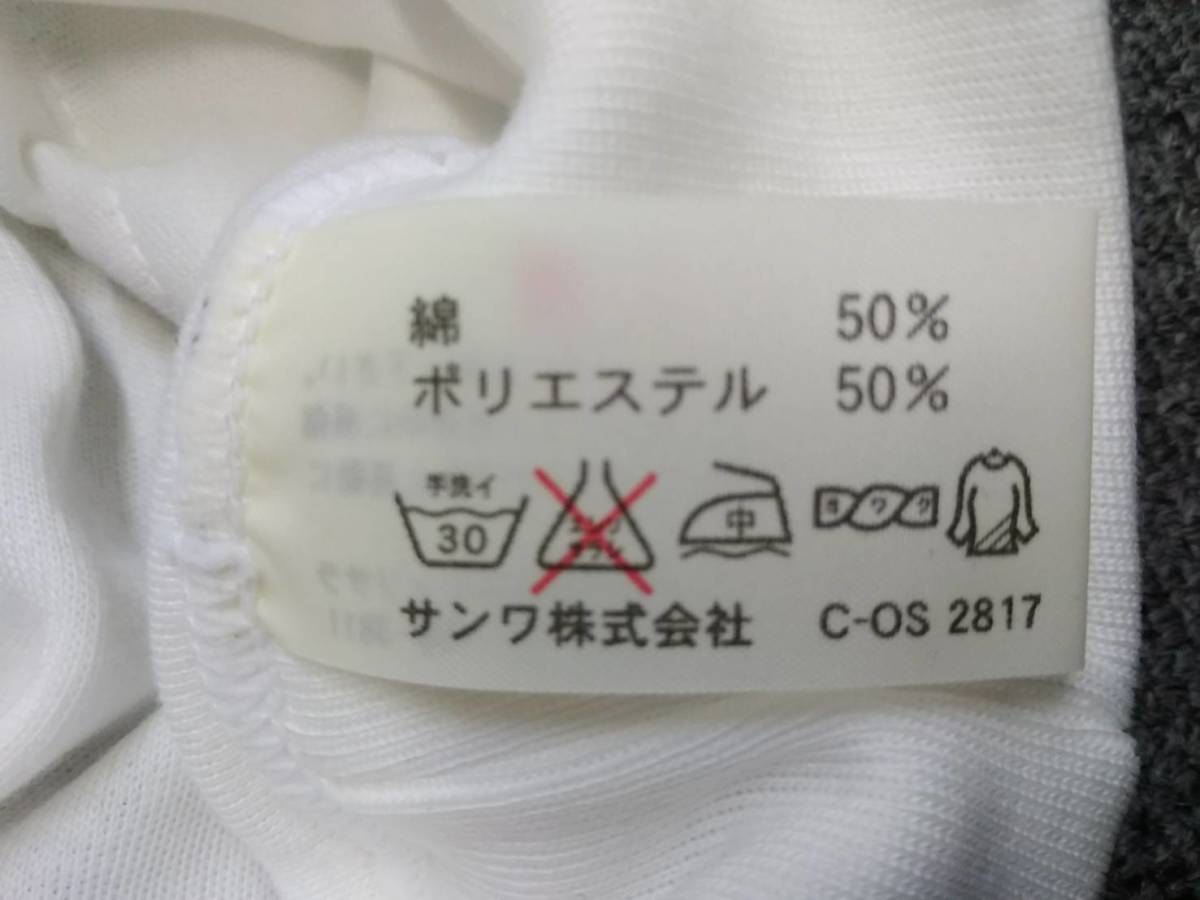 綿 50%
ポリエステル 50%
手洗イ
30
中
ヨワク
サンワ株式会社 C-OS 2817